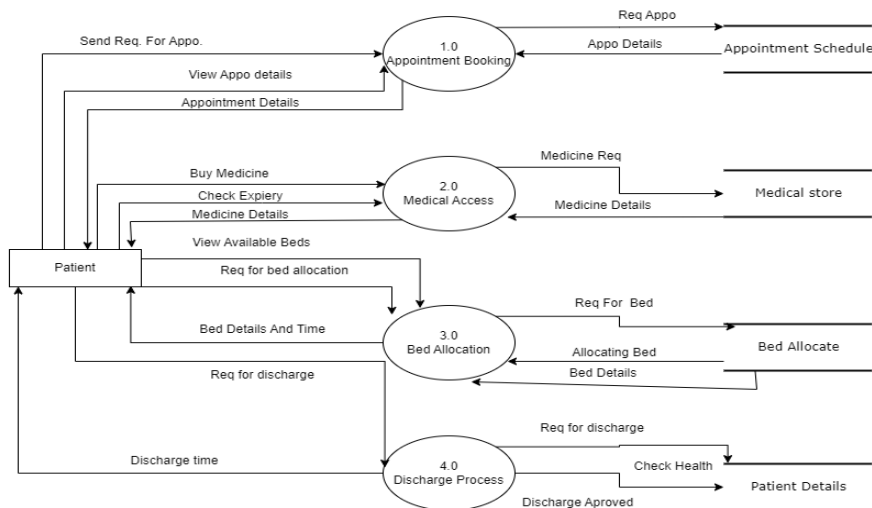 Req Appo
Send Req. For Appo.
1.0
Appointment Booking
Appo Details
Appointment Schedule
View Appo details
Appointment Details
Medicine Req
Buy Medicine
2.0
Medical Access
Medical store
Check Expiery
Medicine Details
Medicine Details
View Available Beds
Patient
Req for bed allocation
Req For Bed
Bed Details And Time
3.0
Bed Allocation
Allocating Bed
Bed Allocate
Bed Details
Req for discharge
Req for discharge
Discharge time
4.0
Discharge Process
Check Health
Patient Details
Discharge Aproved